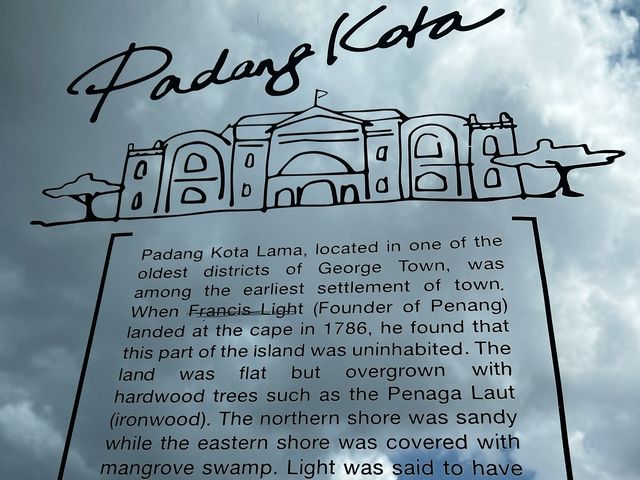 Padang Kota
Padang Kota Lama, located in one of the
oldest districts of George Town, was
among the earliest settlement of town.
When Francis Light (Founder of Penang)
landed at the cape in 1786, he found that
this part of the island was uninhabited. The
land was flat but overgrown with
hardwood trees such as the Penaga Laut
(ironwood). The northern shore was sandy
while the eastern shore was covered with
mangrove swamp. Light was said to have